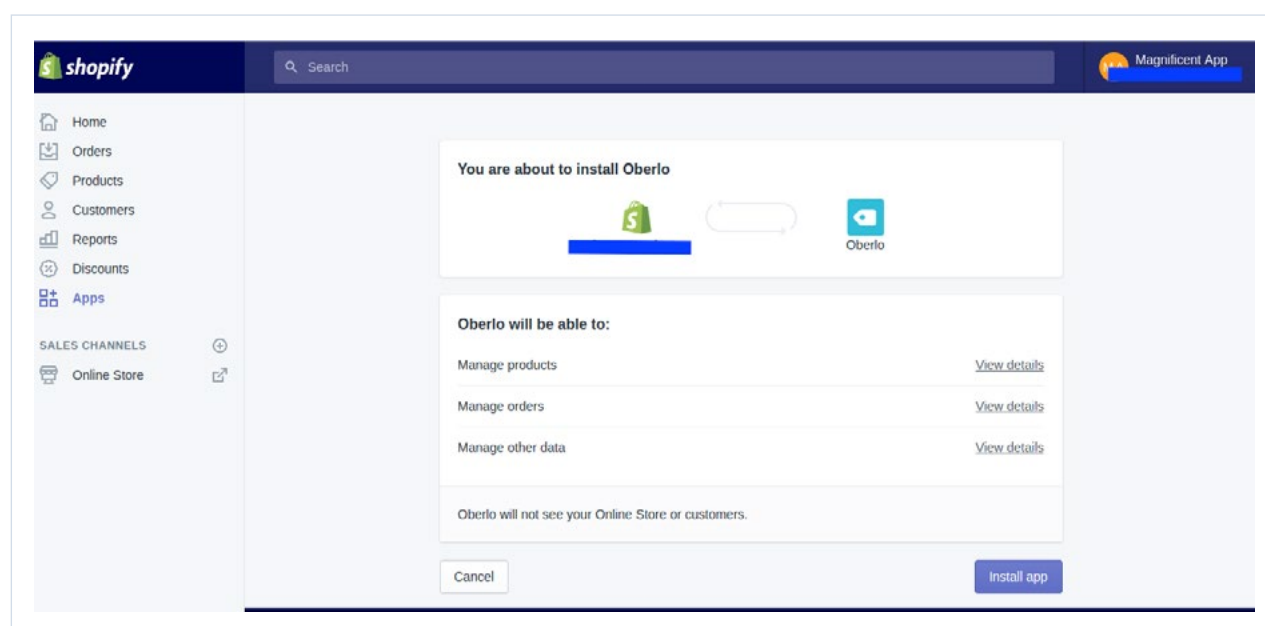 shopify
Search
Magnificent App
Home
Orders
Products
Customers
Reports
Discounts
Apps
SALES CHANNELS
Online Store
You are about to install Oberlo
Oberlo
Oberlo will be able to:
Manage products View details
Manage orders View details
Manage other data View details
Oberlo will not see your Online Store or customers.
Cancel Install app